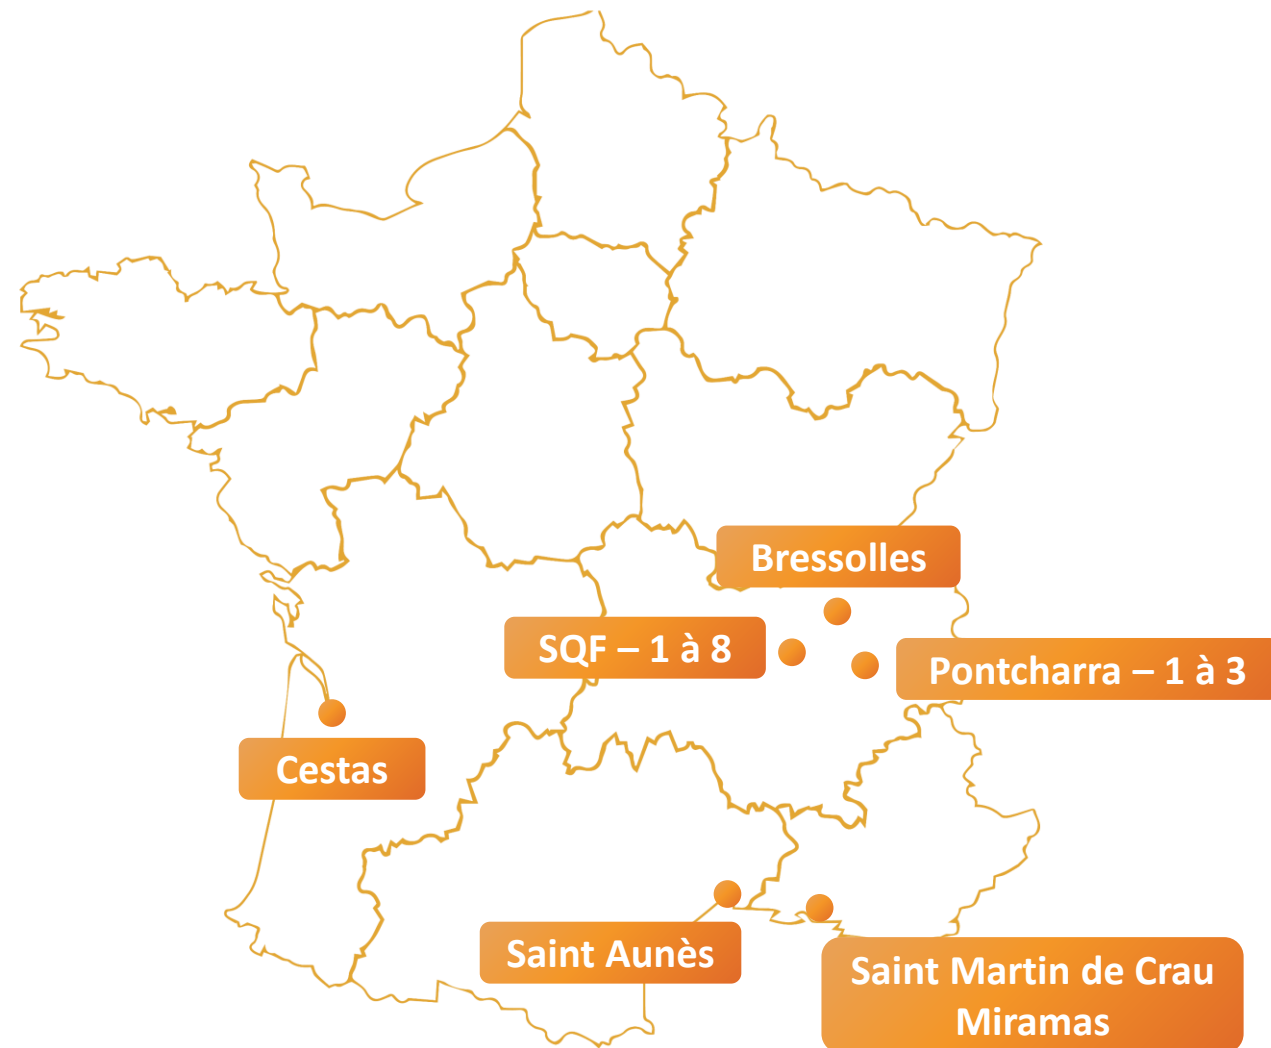 Bressolles
SQF – 1 à 8
Pontcharra – 1 à 3
Cestas
Saint Aunès
Saint Martin de Crau
Miramas